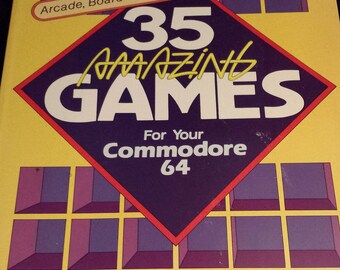 Arcade, Board
35
AMAZING
GAMES
For Your
Commodore
64